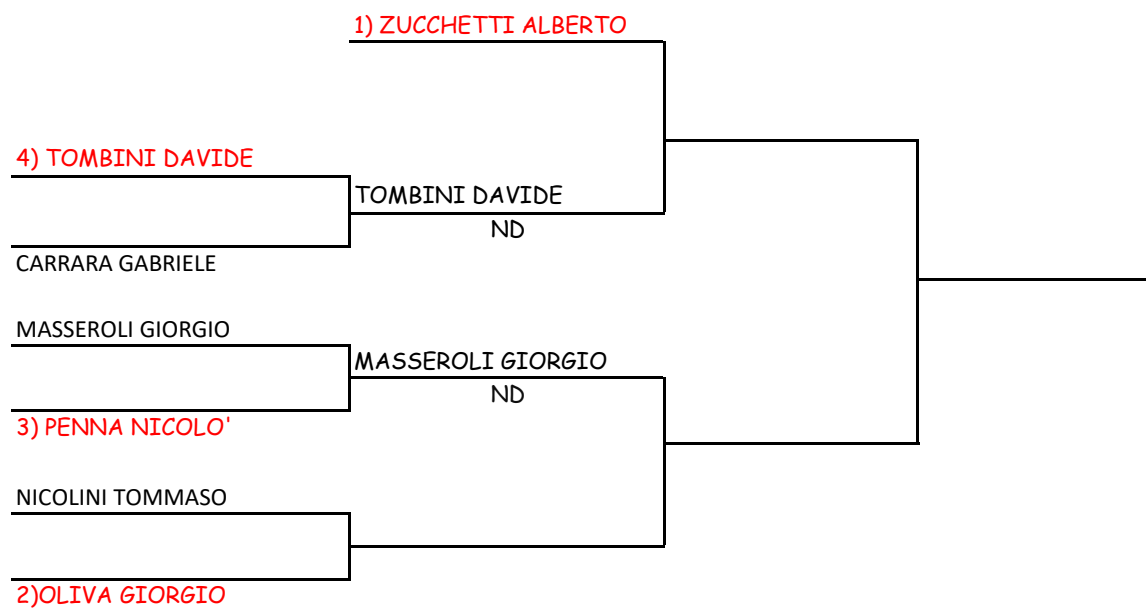 1) ZUCCHETTI ALBERTO
4) TOMBINI DAVIDE
TOMBINI DAVIDE
ND
CARRARA GABRIELE
MASSEROLI GIORGIO
MASSEROLI GIORGIO
ND
3) PENNA NICOLO'
NICOLINI TOMMASO
2)OLIVA GIORGIO